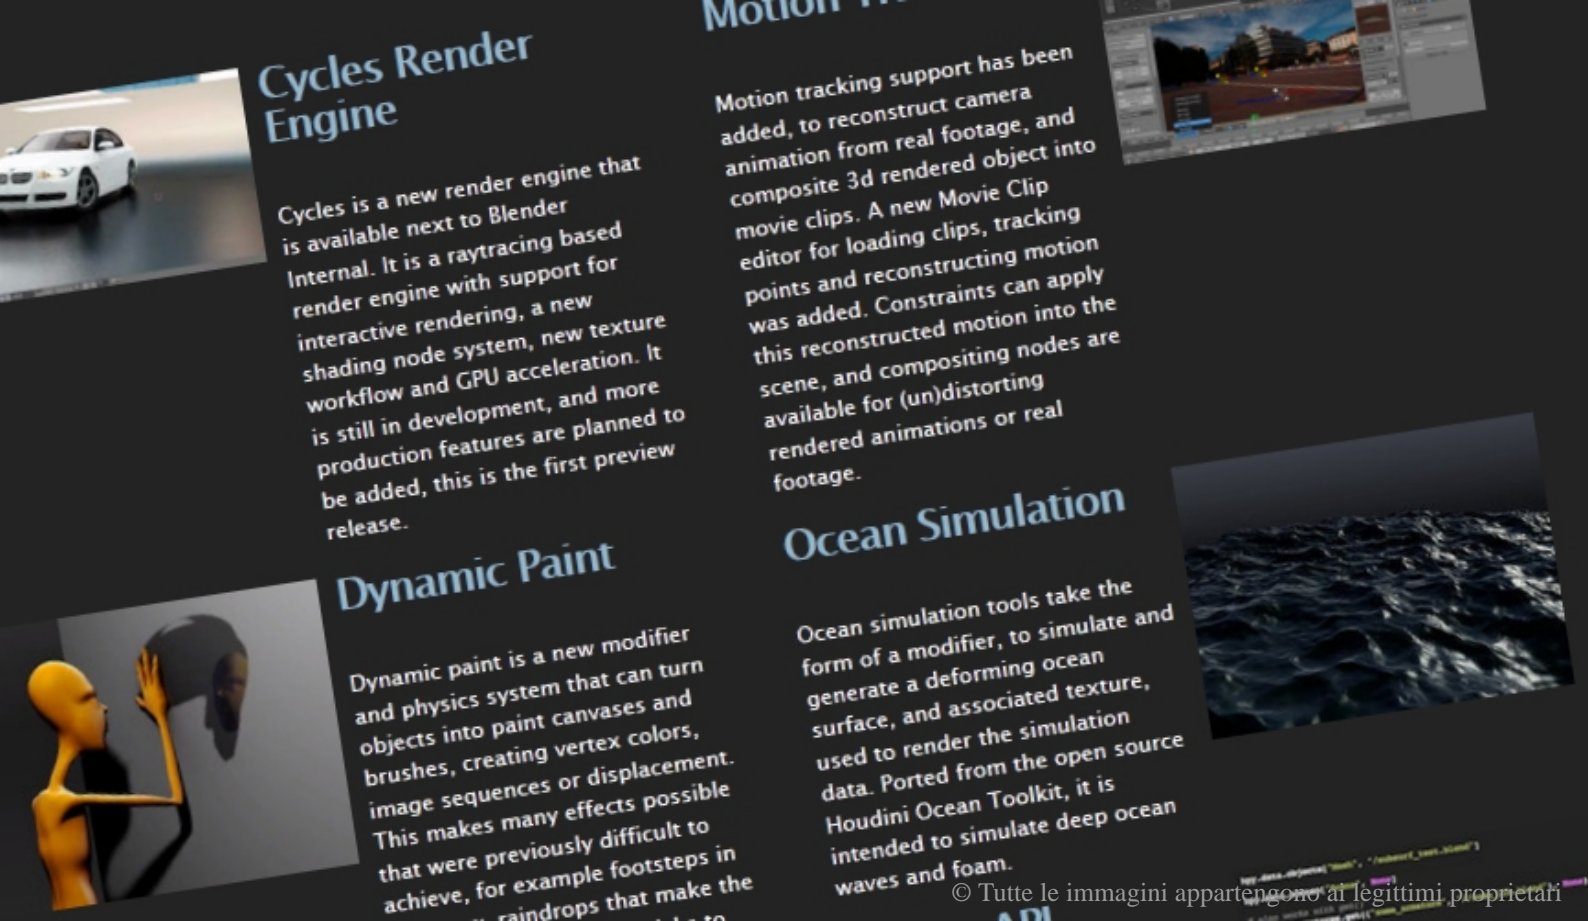 Cycles Render
Engine
Cycles is a new render engine that
is available next to Blender
Internal. It is a raytracing based
render engine with support for
interactive rendering, a new
shading node system, new texture
workflow and GPU acceleration. It
is still in development, and more
production features are planned to
be added, this is the first preview
release.
Motion
Motion tracking support has been
added, to reconstruct camera
animation from real footage, and
composite 3d rendered object into
movie clips. A new Movie Clip
editor for loading clips, tracking
points and reconstructing motion
was added. Constraints can apply
this reconstructed motion into the
scene, and compositing nodes are
available for (un)distorting
rendered animations or real
footage.
Dynamic Paint
Dynamic paint is a new modifier
and physics system that can turn
objects into paint canvases and
brushes, creating vertex colors,
image sequences or displacement.
This makes many effects possible
that were previously difficult to
achieve, for example footsteps in
raindrops that make the
to
Ocean Simulation
Ocean simulation tools take the
form of a modifier, to simulate and
generate a deforming ocean
surface, and associated texture,
used to render the simulation
data. Ported from the open source
Houdini Ocean Toolkit, it is
intended to simulate deep ocean
waves and foam.
API
© Tutte le immagini appartengono ai legittimi proprietari